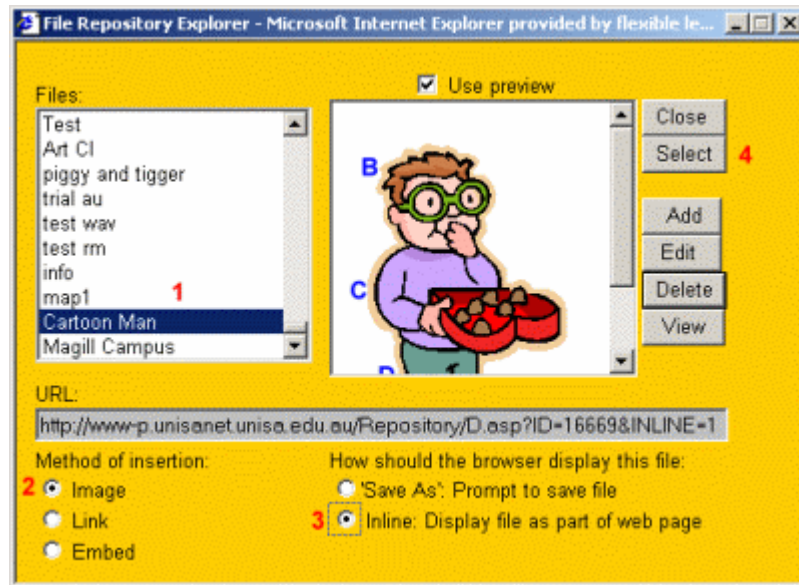 File Repository Explorer - Microsoft Internet Explorer provided by flexible le...
Use preview
Files:
Test
Art Cl
piggy and tigger
trial au
test wav
test rm
info
map1
1
Cartoon Man
Magill Campus
B
C
D
Close
Select
4
Add
Edit
Delete
View
URL:
http://www-p.unisanet.unisa.edu.au/Repository/D.asp?ID=16669&INLINE=1
Method of insertion:
2 Image
Link
Embed
How should the browser display this file:
'Save As': Prompt to save file
3 Inline: Display file as part of web page